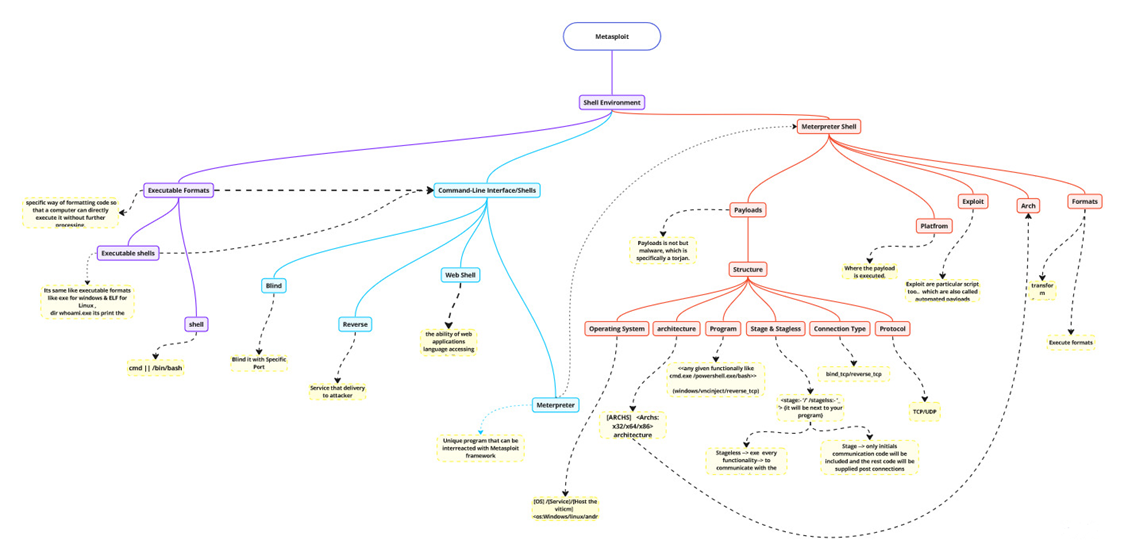 Metasploit
Shell Environment
Meterpreter Shell
Executable Formats
Command-Line Interface/Shells
specific way of formatting code so
that a computer can directly
execute it without further
processing
Payloads
Exploit
Arch
Formats
Platfrom
Executable shells
Payloads is not but
malware, which is
specifically a torjan.
Where the payload
is executed.
Exploit are particular script
too.. which are also called
automated payloads
transfor
m
Its same like executable formats
like exe for windows & ELF for
Linux ,
dir whoami.exe its print the
Blind
Web Shell
Structure
shell
Reverse
the ability of web
applications
language accessing
Operating System
architecture
Program
Stage & Stagless
Connection Type
Protocol
Execute formats
cmd || /bin/bash
Blind it with Specific
Port
Service that delivery
to attacker
<<any given functionally like
cmd.exe /powershell.exe/bash>>
(windows/vncinject/reverse_tcp)
bind_tcp/reverse_tcp
Meterpreter
<stage:- '/' /stagelss:- '_
'> (it will be next to your
program)
TCP/UDP
[ARCHS] <Archs:
x32/x64/x86>
architecture
Unique program that can be
interreacted with Metasploit
framework
Stageless --> exe every
functionality--> to
communicate with the
Stage --> only initials
communication code will be
included and the rest code will be
supplied post connections
[OS] /[Service)/[Host the
viticm|
<os:Windows/linux/andr